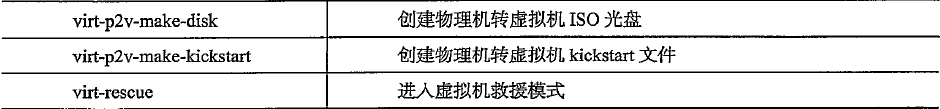 virt-p2v-make-disk 创建物理机转虚拟机 ISO 光盘
virt-p2v-make-kickstart 创建物理机转虚拟机 kickstart 文件
virt-rescue 进入虚拟机救援模式